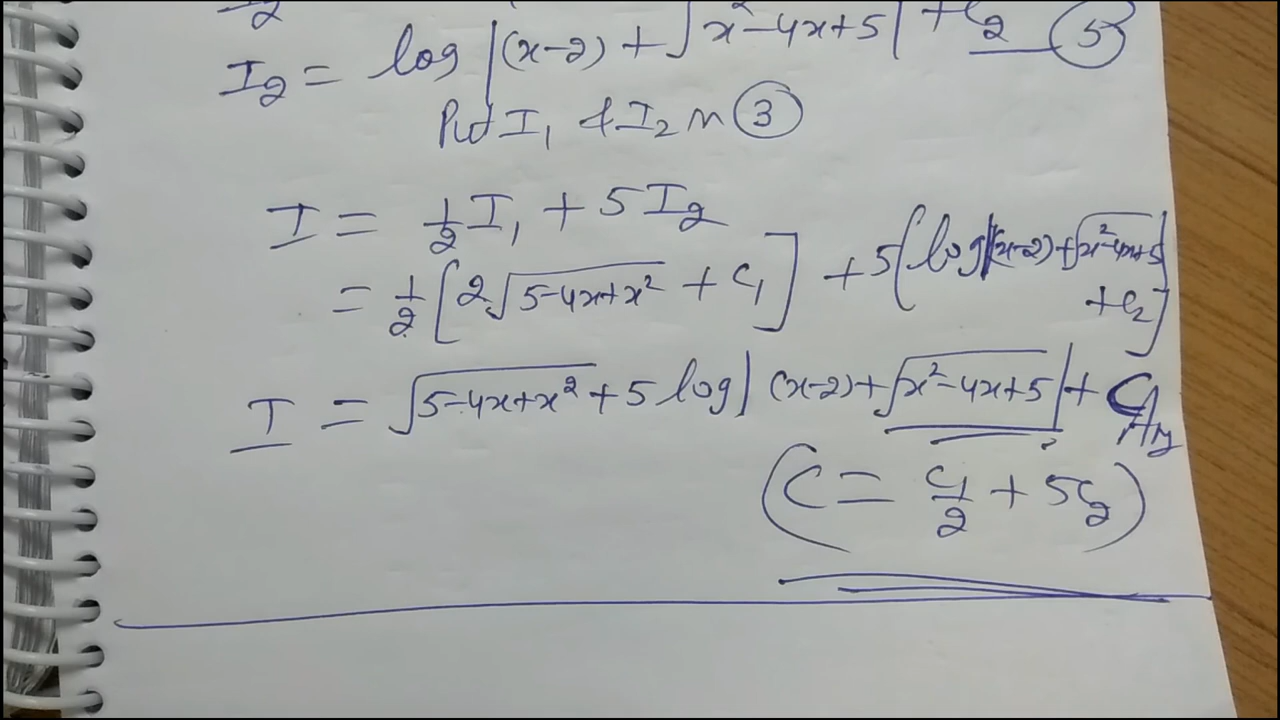 I₂ = log |(x-2) + √x²-4x+5| + C₂ ⑤
Put I₁ & I₂ in ③
I = 1/2 I₁ + 5 I₂
= 1/2 [2√5-4x+x² + C₁] + 5[log|(x-2)+√x²-4x+5| + C₂]
I = √5-4x+x² + 5 log| (x-2)+√x²-4x+5| + C Ans
(C = C₁/2 + 5C₂)